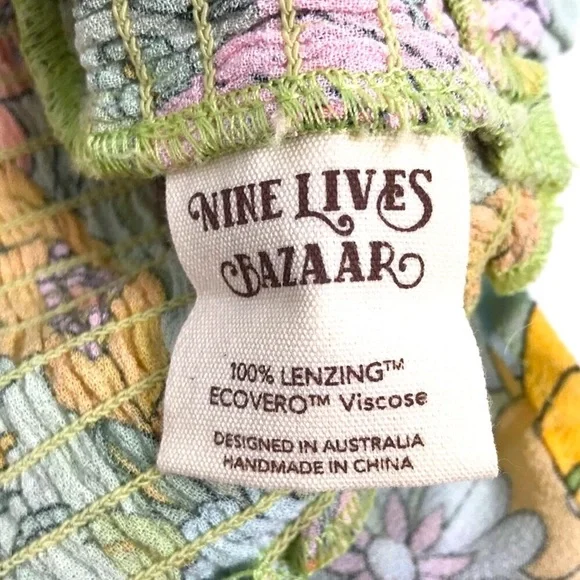 NINE LIVES
BAZAAR
100% LENZING™
ECOVERO™ Viscose
DESIGNED IN AUSTRALIA
HANDMADE IN CHINA